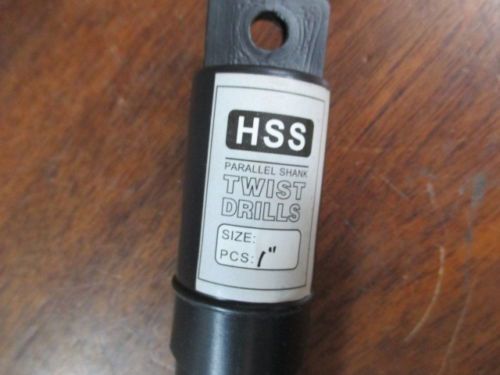 HSS
PARALLEL SHANK
TWIST
DRILLS
SIZE:
PCS: 1"